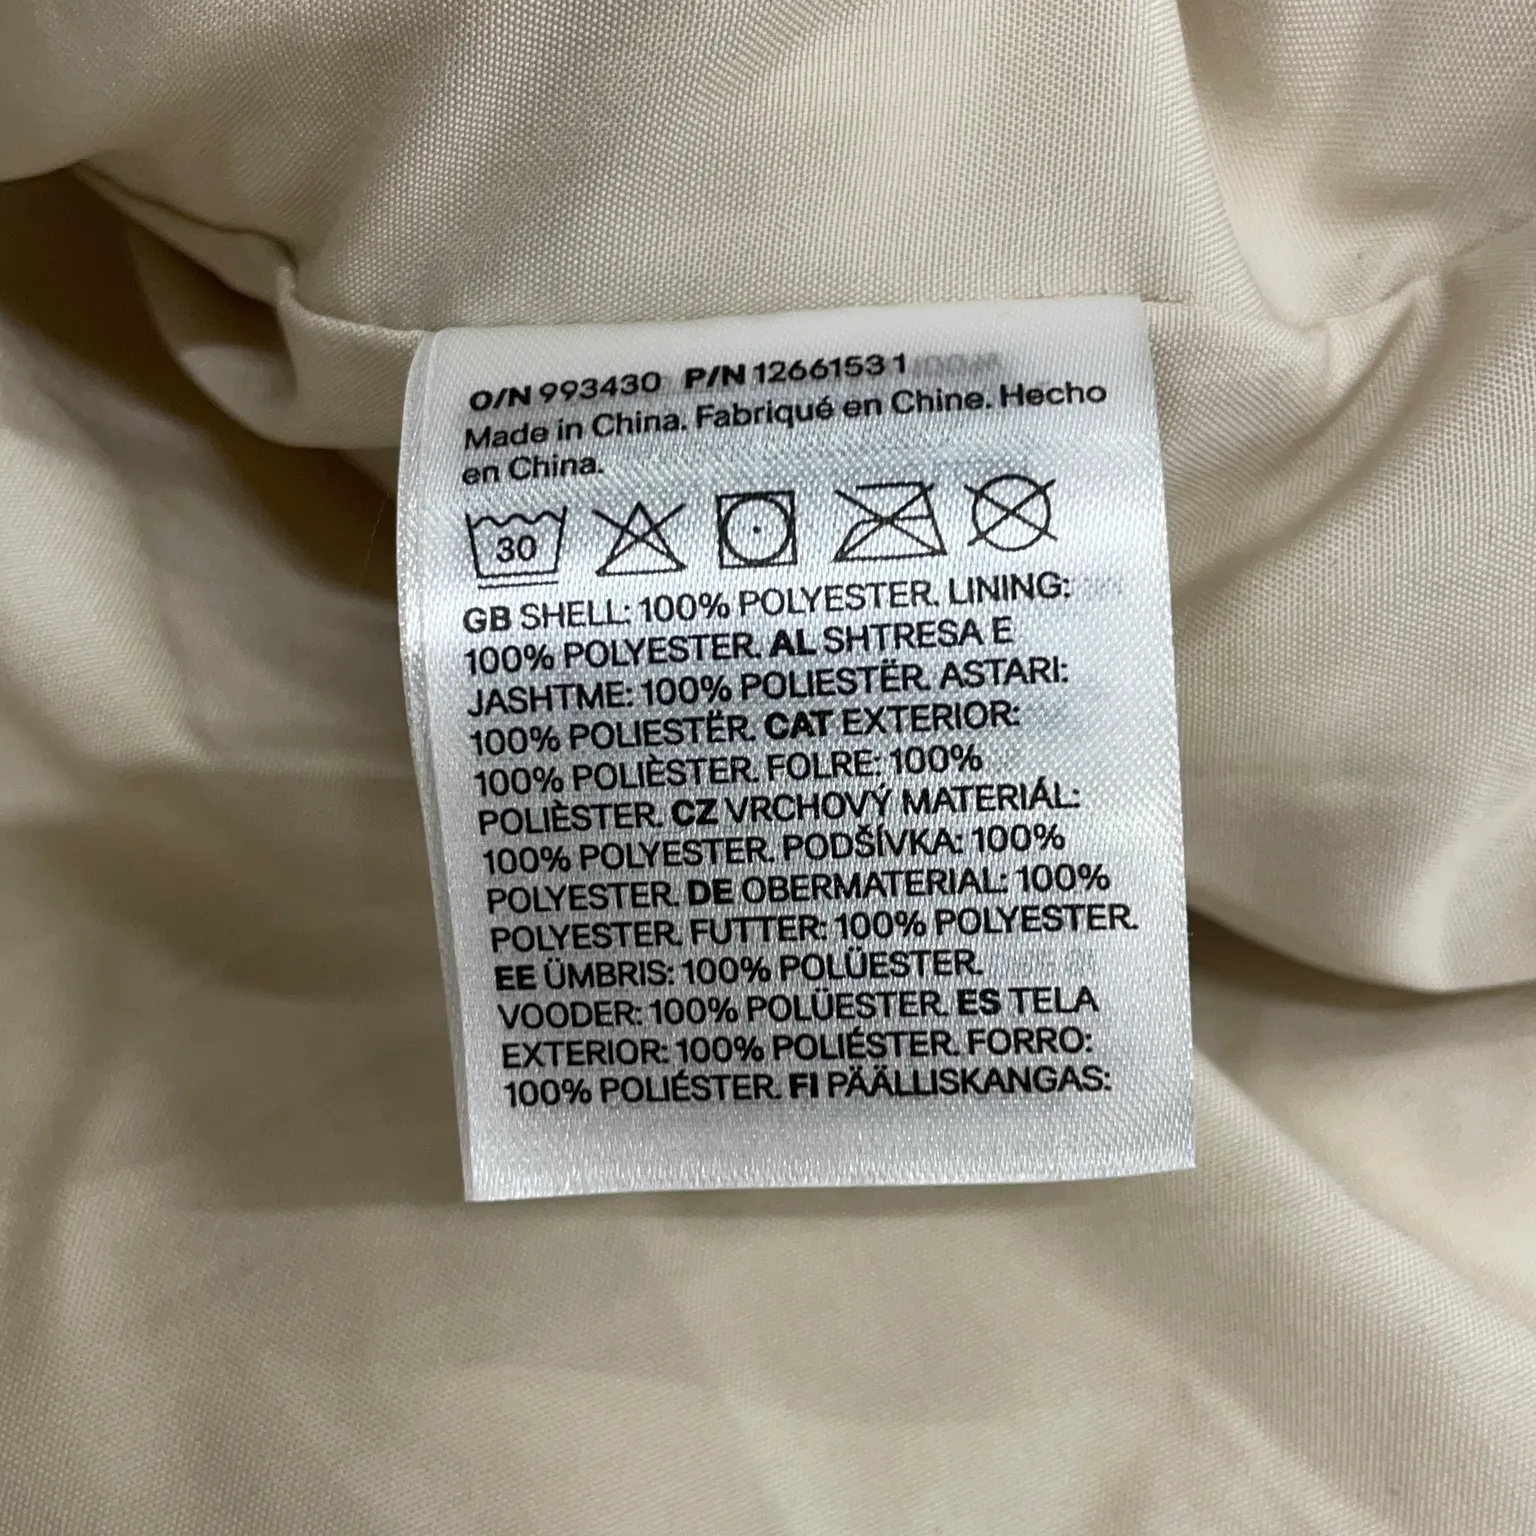 O/N 993430 P/N 1266153 1
Made in China. Fabriqué en Chine. Hecho
en China.
30
GB SHELL: 100% POLYESTER. LINING:
100% POLYESTER. AL SHTRESA E
JASHTME: 100% POLIESTËR. ASTARI:
100% POLIESTËR. CAT EXTERIOR:
100% POLIÈSTER. FOLRE: 100%
POLIÈSTER. CZ VRCHOVÝ MATERIÁL:
100% POLYESTER. PODŠÍVKA: 100%
POLYESTER. DE OBERMATERIAL: 100%
POLYESTER. FUTTER: 100% POLYESTER.
EE ÜMBRIS: 100% POLÜESTER.
VOODER: 100% POLÜESTER. ES TELA
EXTERIOR: 100% POLIÉSTER. FORRO:
100% POLIÉSTER. FI PÄÄLLISKANGAS: